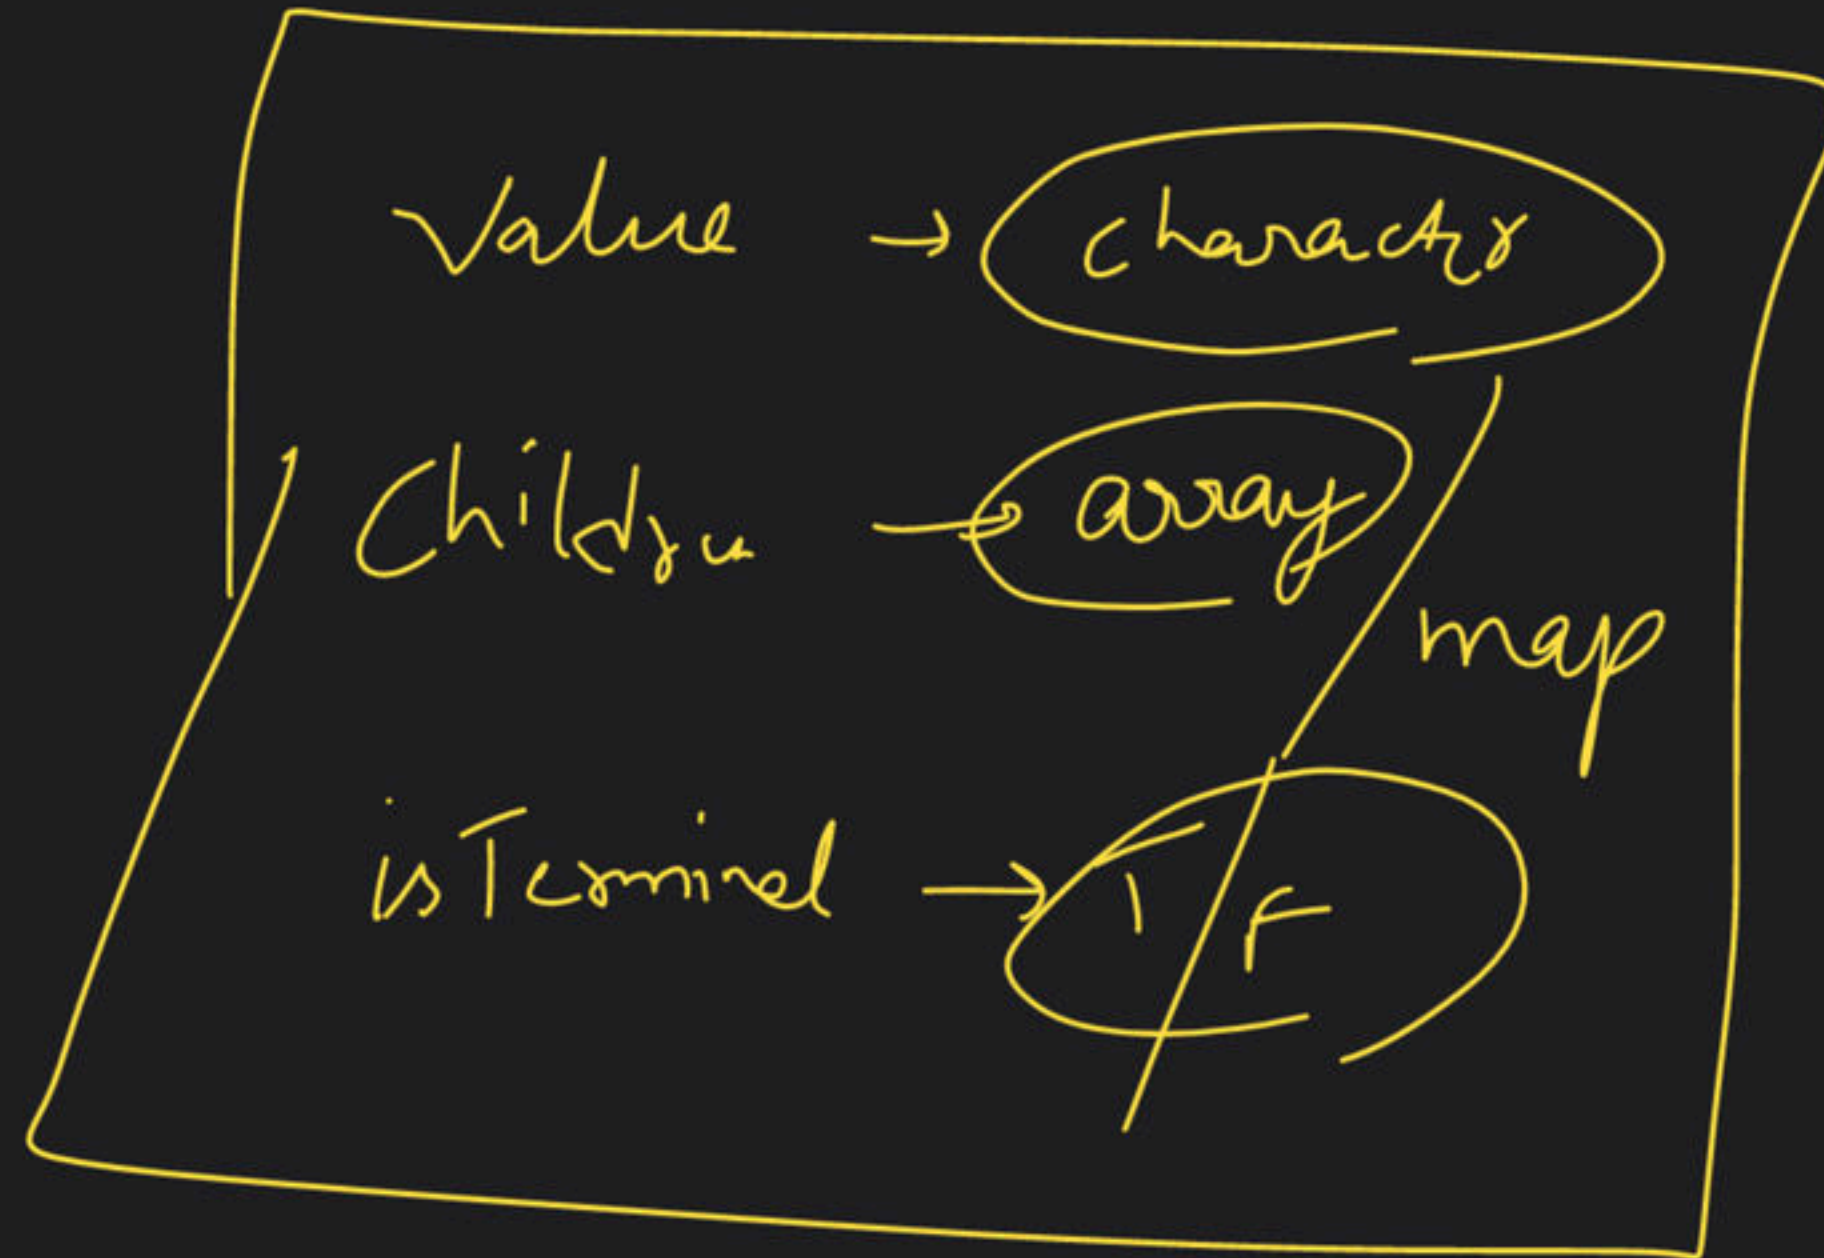 Value → character
Children → array
map
isTerminal → T/F